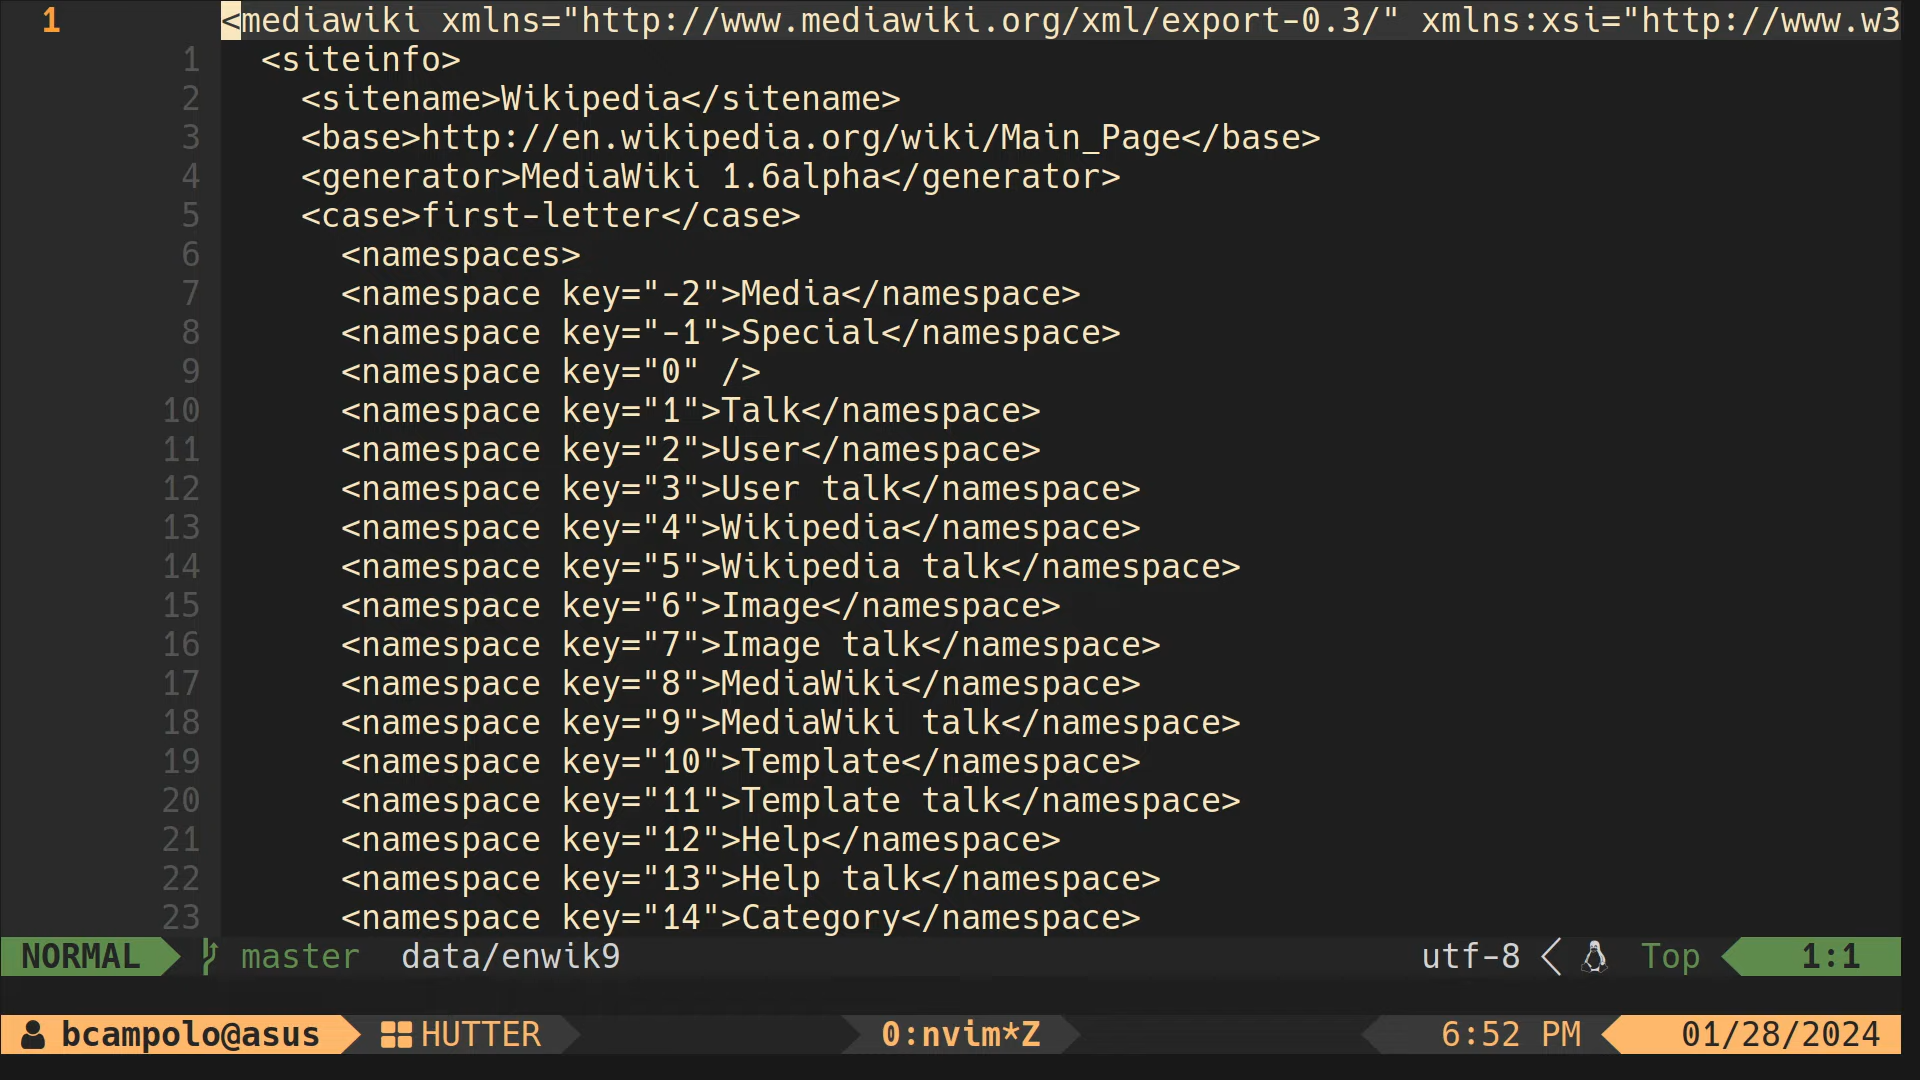 1 <mediawiki xmlns="http://www.mediawiki.org/xml/export-0.3/" xmlns:xsi="http://www.w3
1 <siteinfo>
2 <sitename>Wikipedia</sitename>
3 <base>http://en.wikipedia.org/wiki/Main_Page</base>
4 <generator>MediaWiki 1.6alpha</generator>
5 <case>first-letter</case>
6 <namespaces>
7 <namespace key="-2">Media</namespace>
8 <namespace key="-1">Special</namespace>
9 <namespace key="0" />
10 <namespace key="1">Talk</namespace>
11 <namespace key="2">User</namespace>
12 <namespace key="3">User talk</namespace>
13 <namespace key="4">Wikipedia</namespace>
14 <namespace key="5">Wikipedia talk</namespace>
15 <namespace key="6">Image</namespace>
16 <namespace key="7">Image talk</namespace>
17 <namespace key="8">MediaWiki</namespace>
18 <namespace key="9">MediaWiki talk</namespace>
19 <namespace key="10">Template</namespace>
20 <namespace key="11">Template talk</namespace>
21 <namespace key="12">Help</namespace>
22 <namespace key="13">Help talk</namespace>
23 <namespace key="14">Category</namespace>
NORMAL master data/enwik9 utf-8 Top 1:1
bcampolo@asus HUTTER 0:nvim*Z 6:52 PM 01/28/2024